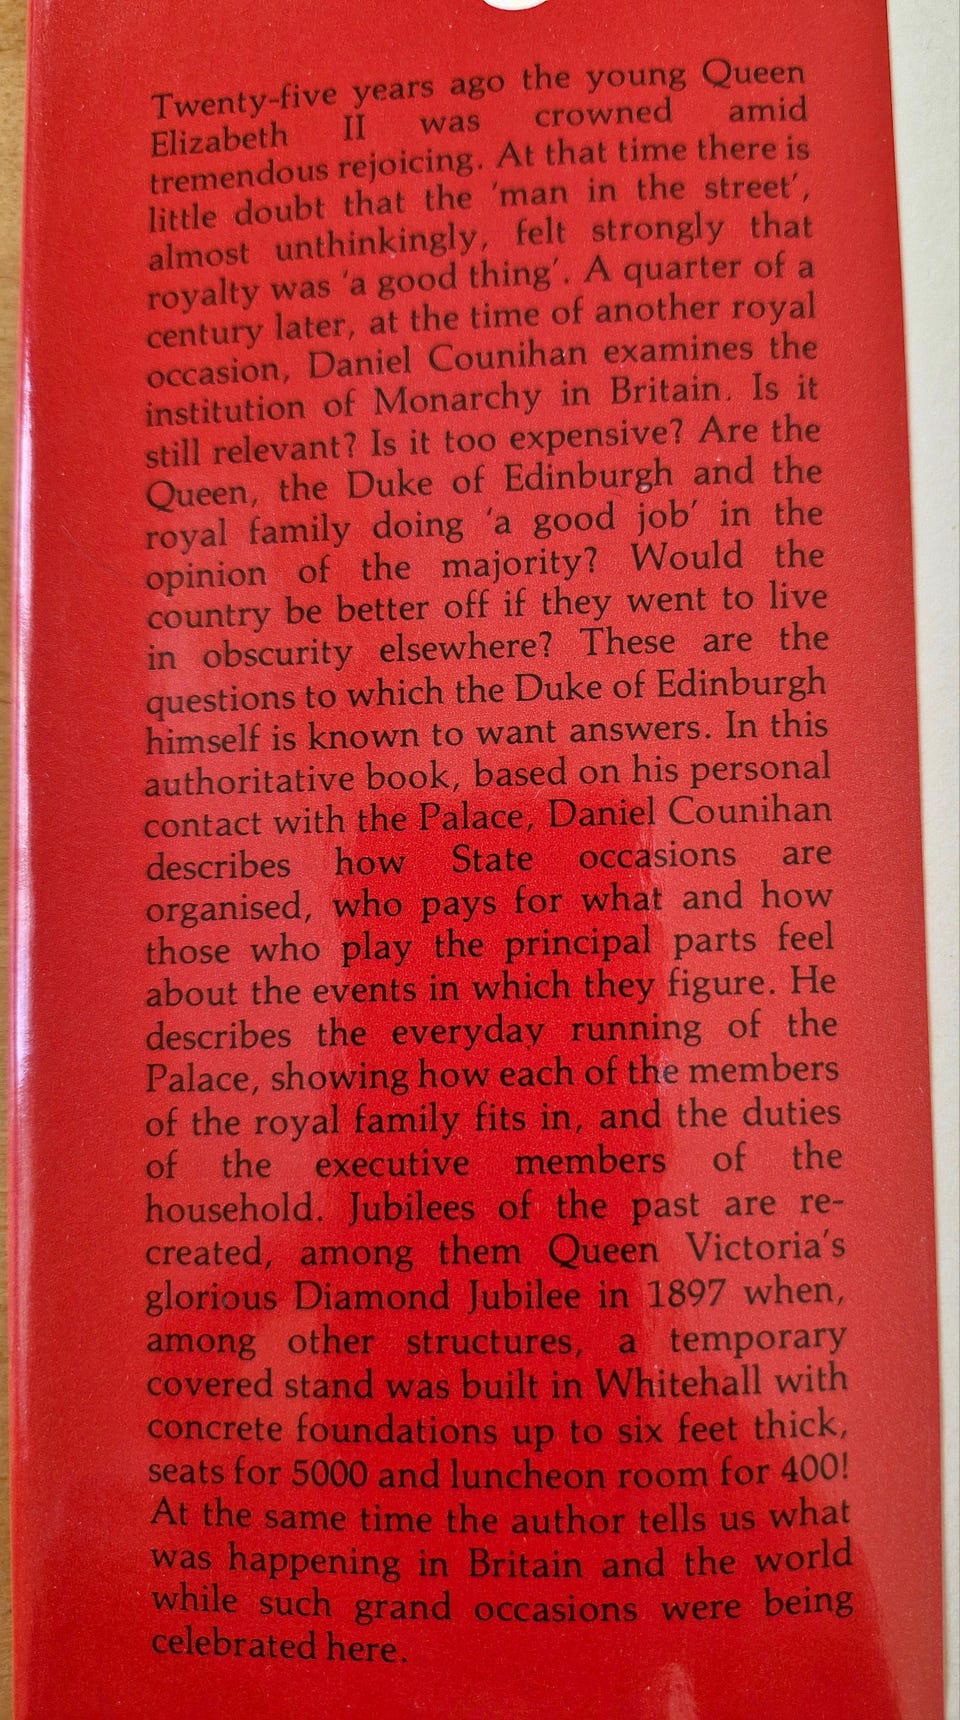 Twenty-five years ago the young Queen
Elizabeth II was crowned amid
tremendous rejoicing. At that time there is
little doubt that the 'man in the street',
almost unthinkingly, felt strongly that
royalty was 'a good thing'. A quarter of a
century later, at the time of another royal
occasion, Daniel Counihan examines the
institution of Monarchy in Britain. Is it
still relevant? Is it too expensive? Are the
Queen, the Duke of Edinburgh and the
royal family doing 'a good job' in the
opinion of the majority? Would the
country be better off if they went to live
in obscurity elsewhere? These are the
questions to which the Duke of Edinburgh
himself is known to want answers. In this
authoritative book, based on his personal
contact with the Palace, Daniel Counihan
describes how State occasions are
organised, who pays for what and how
those who play the principal parts feel
about the events in which they figure. He
describes the everyday running of the
Palace, showing how each of the members
of the royal family fits in, and the duties
of the executive members of the
household. Jubilees of the past are re-
created, among them Queen Victoria's
glorious Diamond Jubilee in 1897 when,
among other structures, a temporary
covered stand was built in Whitehall with
concrete foundations up to six feet thick,
seats for 5000 and luncheon room for 400!
At the same time the author tells us what
was happening in Britain and the world
while such grand occasions were being
celebrated here.